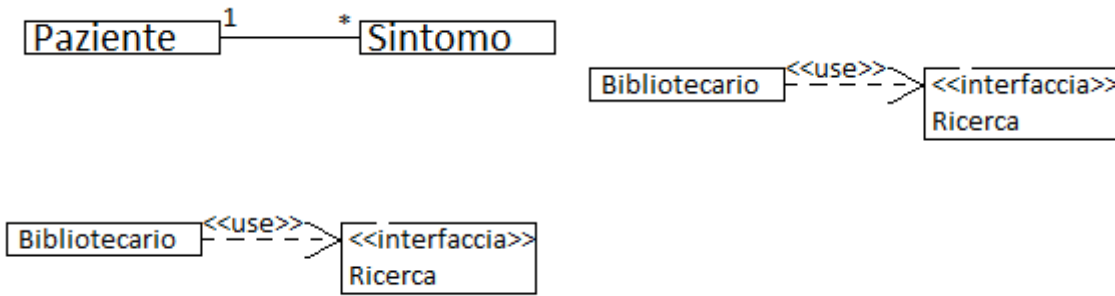 Paziente 1 * Sintomo
Bibliotecario <<use>> <<interfaccia>>
Ricerca
Bibliotecario <<use>> <<interfaccia>>
Ricerca